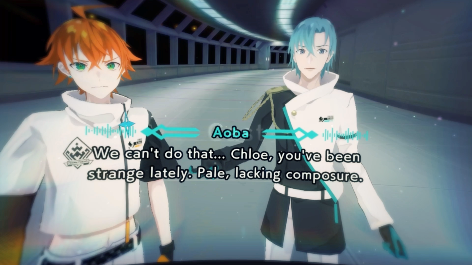 Aoba
We can't do that... Chloe, you've been
strange lately. Pale, lacking composure.